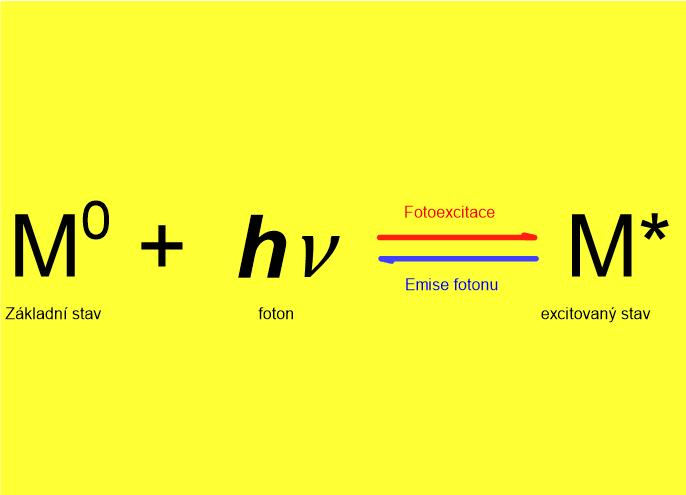 Fotoexcitace
M⁰ + hν M*
Emise fotonu
Základní stav foton excitovaný stav